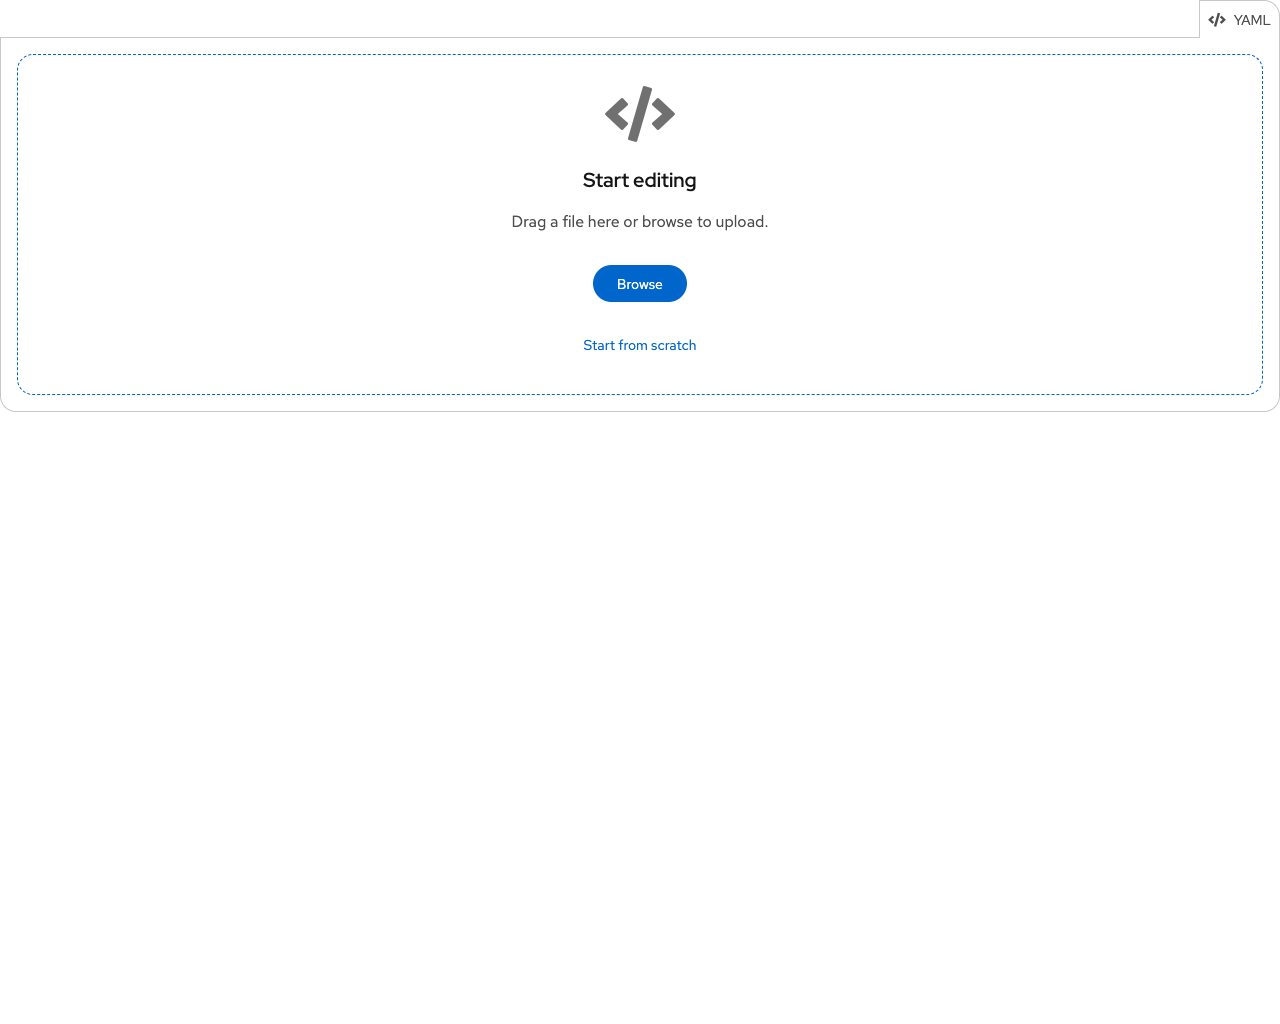 YAML
Start editing
Drag a file here or browse to upload.
Browse
Start from scratch